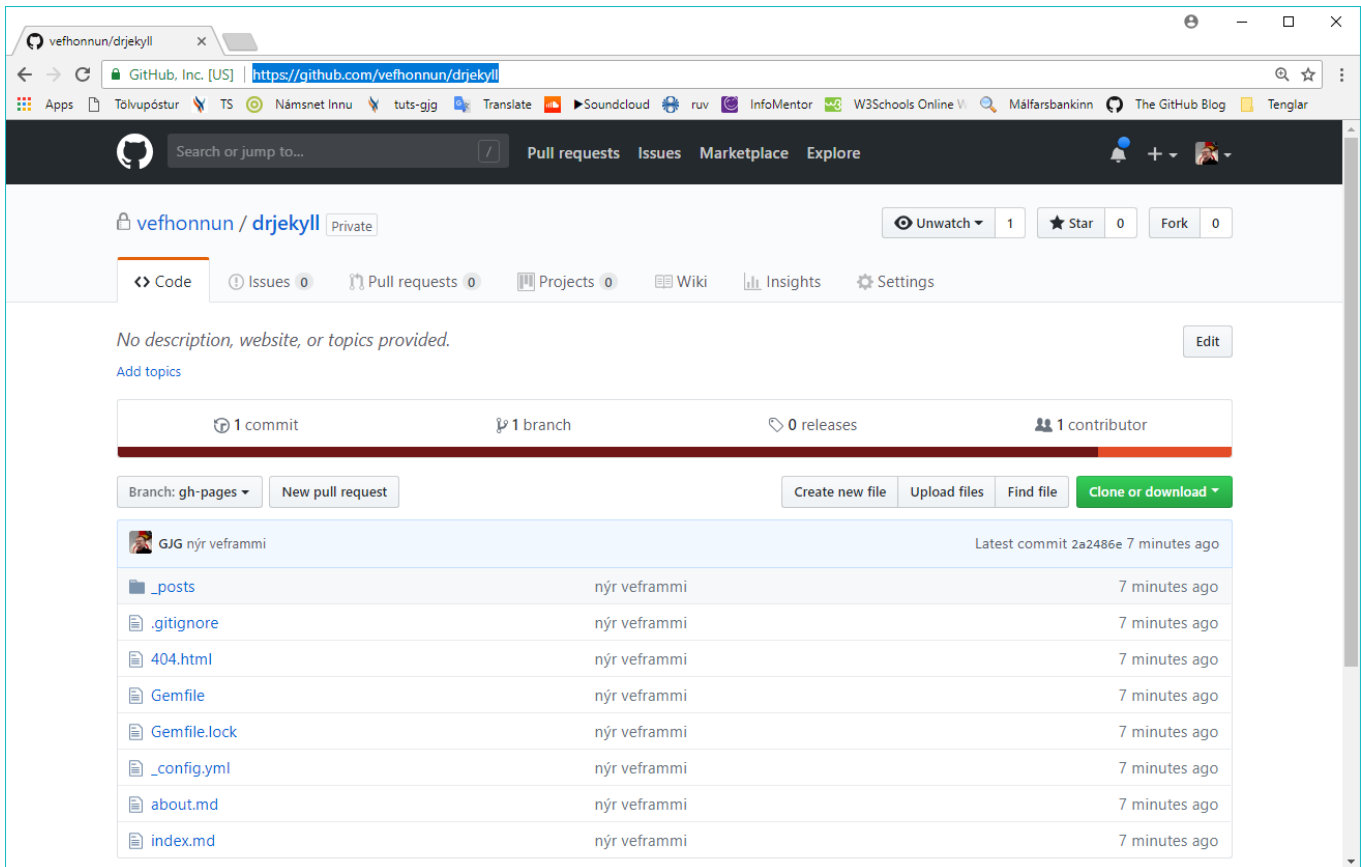 vefhonnun/drjekyll
GitHub, Inc. [US] https://github.com/vefhonnun/drjekyll
Apps Tölvupóstur TS Námsnet Innu tuts-gjg Translate ►Soundcloud ruv InfoMentor W3Schools Online W Málfarsbankinn The GitHub Blog Tenglar
Search or jump to... / Pull requests Issues Marketplace Explore
vefhonnun / drjekyll Private Unwatch 1 Star 0 Fork 0
Code Issues 0 Pull requests 0 Projects 0 Wiki Insights Settings
No description, website, or topics provided. Edit
Add topics
1 commit 1 branch 0 releases 1 contributor
Branch: gh-pages New pull request Create new file Upload files Find file Clone or download
GJG nýr veframmi Latest commit 2a2486e 7 minutes ago
_posts nýr veframmi 7 minutes ago
.gitignore nýr veframmi 7 minutes ago
404.html nýr veframmi 7 minutes ago
Gemfile nýr veframmi 7 minutes ago
Gemfile.lock nýr veframmi 7 minutes ago
_config.yml nýr veframmi 7 minutes ago
about.md nýr veframmi 7 minutes ago
index.md nýr veframmi 7 minutes ago